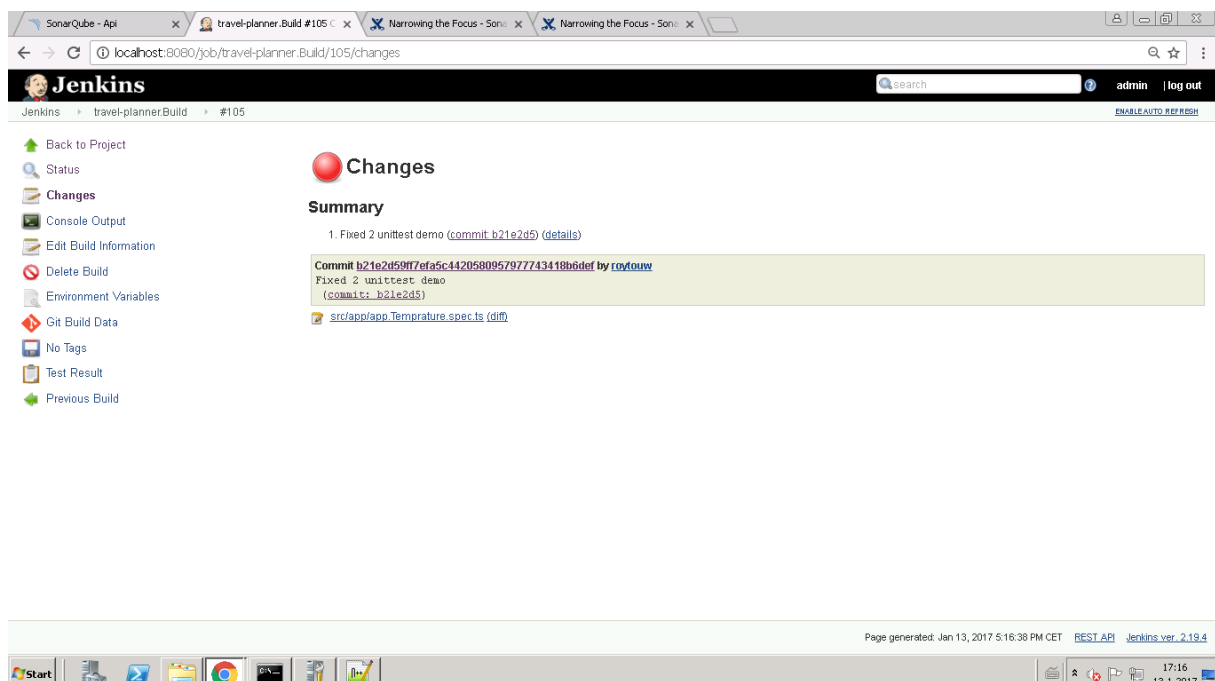 SonarQube - Api
travel-planner.Build #105 C
Narrowing the Focus - Sona
Narrowing the Focus - Sona
localhost:8080/job/travel-planner.Build/105/changes
Jenkins
search
admin
| log out
Jenkins
travel-planner.Build
#105
ENABLE AUTO REFRESH
Back to Project
Status
Changes
Console Output
Edit Build Information
Delete Build
Environment Variables
Git Build Data
No Tags
Test Result
Previous Build
Changes
Summary
1. Fixed 2 unittest demo (commit: b21e2d5) (details)
Commit b21e2d59ff7efa5c4420580957977743418b6def by roytouw
Fixed 2 unittest demo
(commit: b21e2d5)
src/app/app.Temprature.spec.ts (diff)
Page generated: Jan 13, 2017 5:16:38 PM CET
REST API
Jenkins ver. 2.19.4
Start
17:16
13-1-2017